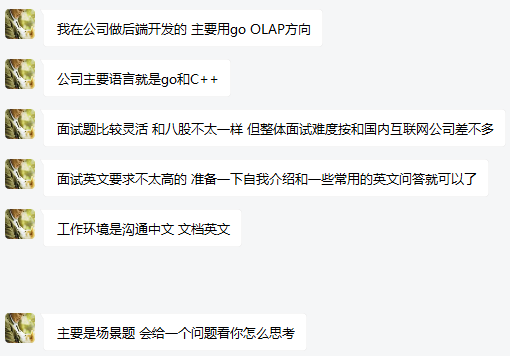 我在公司做后端开发的 主要用go OLAP方向
公司主要语言就是go和C++
面试题比较灵活 和八股不太一样 但整体面试难度按和国内互联网公司差不多
面试英文要求不太高的 准备一下自我介绍和一些常用的英文问答就可以了
工作环境是沟通中文 文档英文
主要是场景题 会给一个问题看你怎么思考